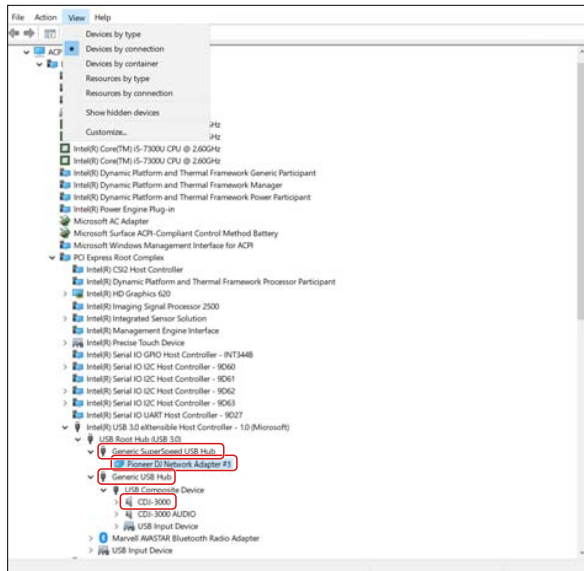 File Action View Help
Devices by type
ACP
Devices by connection
Devices by container
Resources by type
Resources by connection
Show hidden devices
Customize...
Intel(R) Core(TM) i5-7300U CPU @ 2.60GHz
Intel(R) Core(TM) i5-7300U CPU @ 2.60GHz
Intel(R) Dynamic Platform and Thermal Framework Generic Participant
Intel(R) Dynamic Platform and Thermal Framework Manager
Intel(R) Dynamic Platform and Thermal Framework Power Participant
Intel(R) Power Engine Plug-in
Microsoft AC Adapter
Microsoft Surface ACPI-Compliant Control Method Battery
Microsoft Windows Management Interface for ACPI
PCI Express Root Complex
Intel(R) CSI2 Host Controller
Intel(R) Dynamic Platform and Thermal Framework Processor Participant
Intel(R) HD Graphics 620
Intel(R) Imaging Signal Processor 2500
Intel(R) Integrated Sensor Solution
Intel(R) Management Engine Interface
Intel(R) Precise Touch Device
Intel(R) Serial IO GPIO Host Controller - INT344B
Intel(R) Serial IO I2C Host Controller - 9D60
Intel(R) Serial IO I2C Host Controller - 9D61
Intel(R) Serial IO I2C Host Controller - 9D62
Intel(R) Serial IO I2C Host Controller - 9D63
Intel(R) Serial IO UART Host Controller - 9D27
Intel(R) USB 3.0 eXtensible Host Controller - 1.0 (Microsoft)
USB Root Hub (USB 3.0)
Generic SuperSpeed USB Hub
Pioneer DJ Network Adapter #3
Generic USB Hub
USB Composite Device
CDJ-3000
CDJ-3000 AUDIO
USB Input Device
Marvell AVASTAR Bluetooth Radio Adapter
USB Input Device